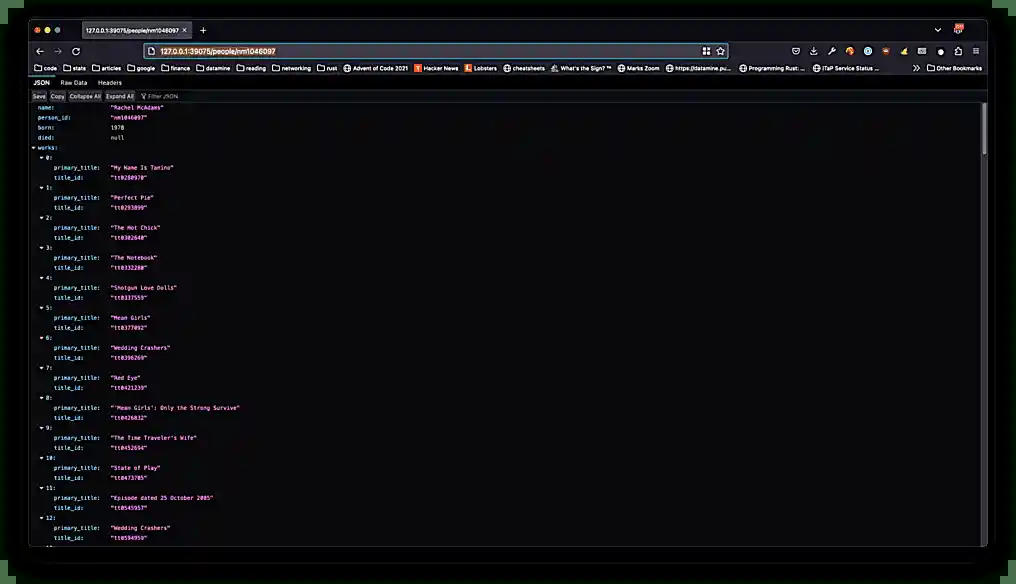 127.0.0.1:39075/people/nm1046097
127.0.0.1:39075/people/nm1046097
code stats articles google finance datamine reading networking rust Advent of Code 2021 Hacker News Lobsters cheatsheets What's the Sign? ™ Marks Zoom https://datamine.pu... Programming Rust:... ITaP Service Status ... Other Bookmarks
JSON Raw Data Headers
Save Copy Collapse All Expand All Filter JSON
name: "Rachel McAdams"
person_id: "nm1046097"
born: 1978
died: null
works:
0:
primary_title: "My Name Is Tanino"
title_id: "tt0280970"
1:
primary_title: "Perfect Pie"
title_id: "tt0293899"
2:
primary_title: "The Hot Chick"
title_id: "tt0302640"
3:
primary_title: "The Notebook"
title_id: "tt0332280"
4:
primary_title: "Shotgun Love Dolls"
title_id: "tt0337559"
5:
primary_title: "Mean Girls"
title_id: "tt0377092"
6:
primary_title: "Wedding Crashers"
title_id: "tt0396269"
7:
primary_title: "Red Eye"
title_id: "tt0421239"
8:
primary_title: "'Mean Girls': Only the Strong Survive"
title_id: "tt0426832"
9:
primary_title: "The Time Traveler's Wife"
title_id: "tt0452694"
10:
primary_title: "State of Play"
title_id: "tt0473705"
11:
primary_title: "Episode dated 25 October 2005"
title_id: "tt0545957"
12:
primary_title: "Wedding Crashers"
title_id: "tt0594959"